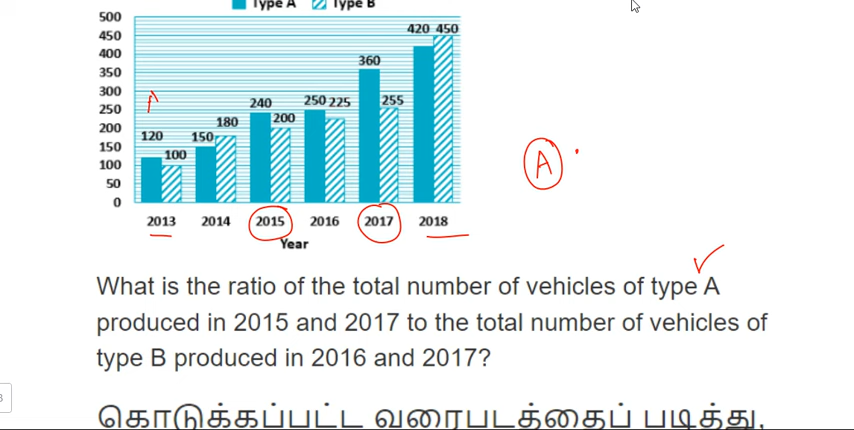 Type A Type B
500
450 420 450
400
350 360
300
250 240 250 225 255
200 180 200
150 120 150
100 100
50
0
2013 2014 2015 2016 2017 2018
Year
A
What is the ratio of the total number of vehicles of type A
produced in 2015 and 2017 to the total number of vehicles of
type B produced in 2016 and 2017?
கொடுக்கப்பட்ட வரைபடத்தைப் படித்து,